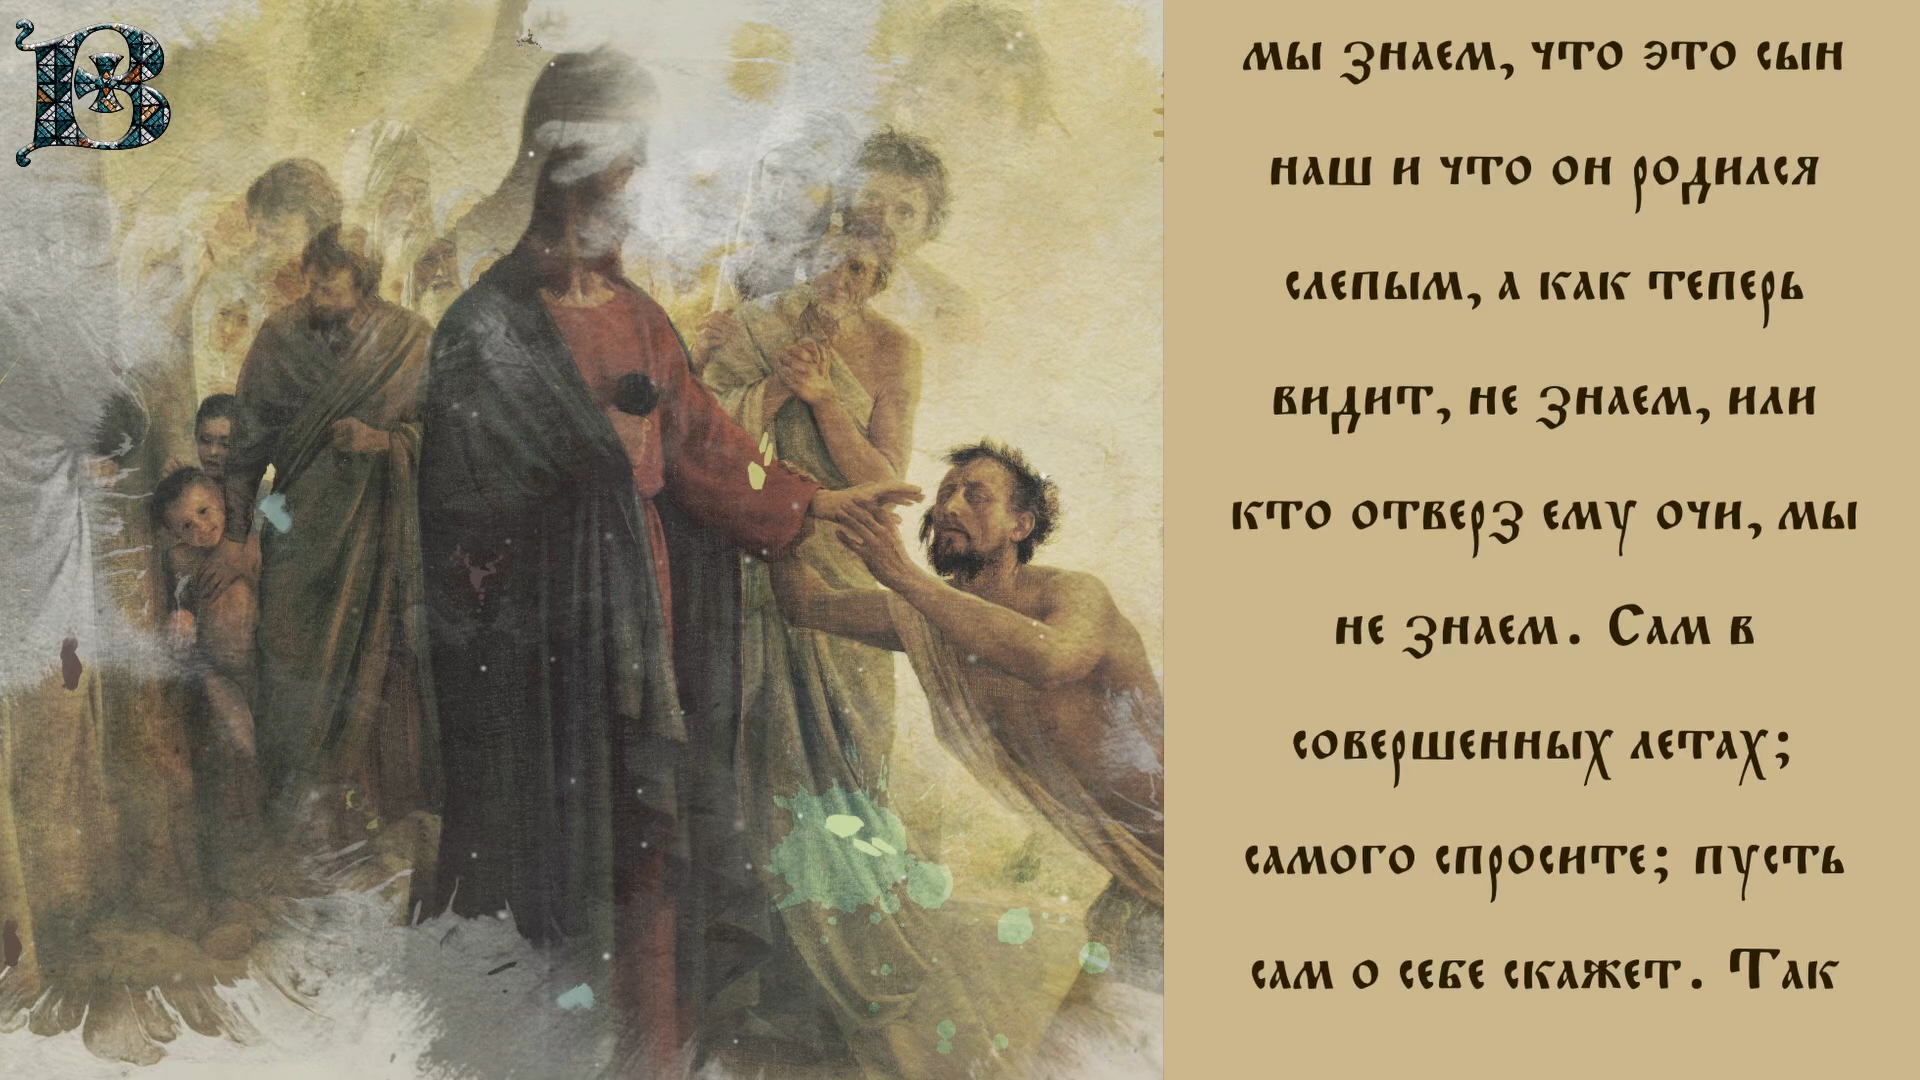 мы знаем, что это сын
наш и что он родился
слепым, а как теперь
видит, не знаем, или
кто отверз ему очи, мы
не знаем. Сам в
совершенных летах;
самого спросите; пусть
сам о себе скажет. Так